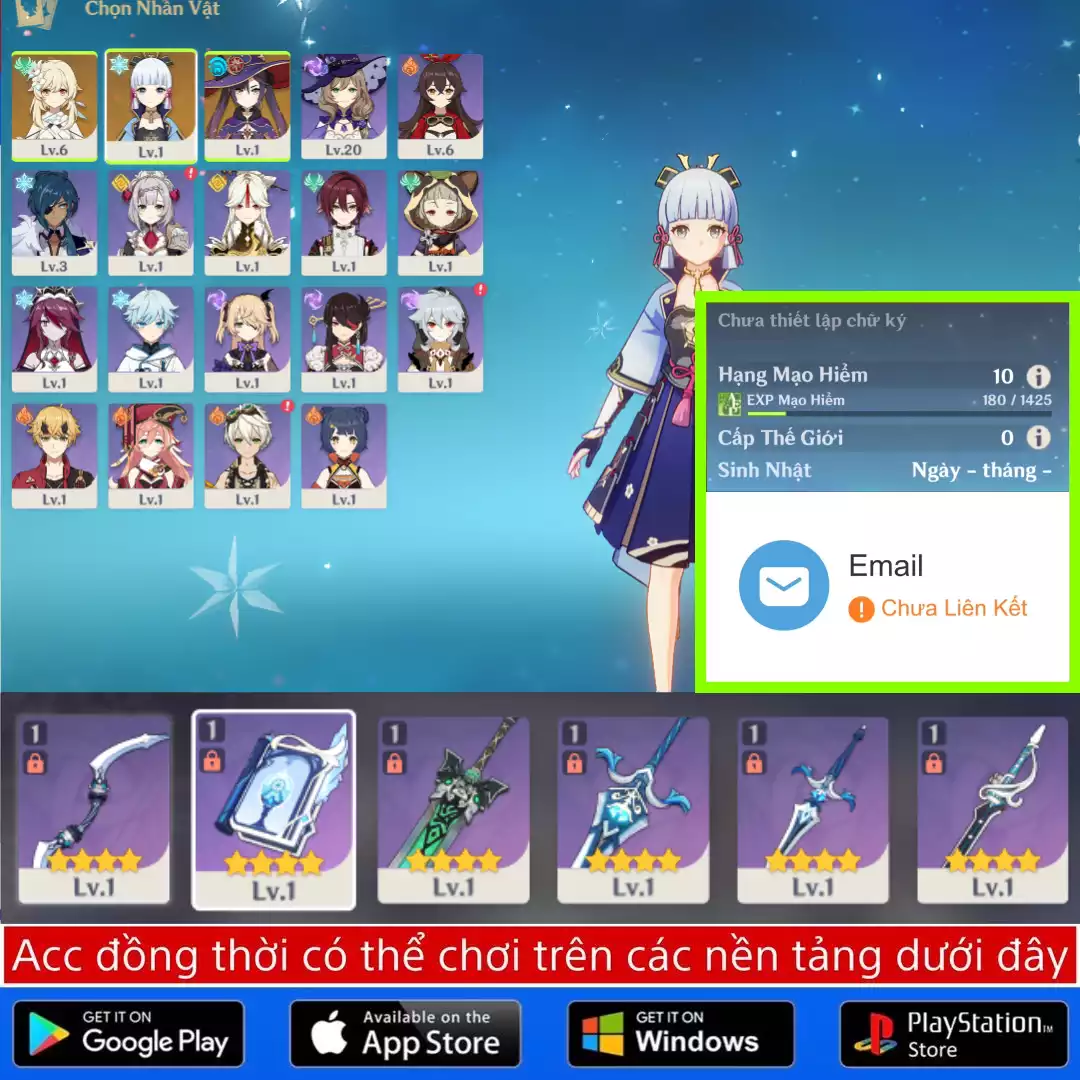 Chọn Nhân Vật
Lv.6
Lv.1
Lv.1
Lv.20
Lv.6
Lv.3
Lv.1
Lv.1
Lv.1
Lv.1
Lv.1
Lv.1
Lv.1
Lv.1
Lv.1
Lv.1
Lv.1
Lv.1
Lv.1
Chưa thiết lập chữ ký
Hạng Mạo Hiểm 10
EXP Mạo Hiểm 180 / 1425
Cấp Thế Giới 0
Sinh Nhật Ngày - tháng -
Email
Chưa Liên Kết
1
Lv.1
1
Lv.1
1
Lv.1
1
Lv.1
1
Lv.1
1
Lv.1
Acc đồng thời có thể chơi trên các nền tảng dưới đây
GET IT ON
Google Play
Available on the
App Store
GET IT ON
Windows
PlayStation™
Store